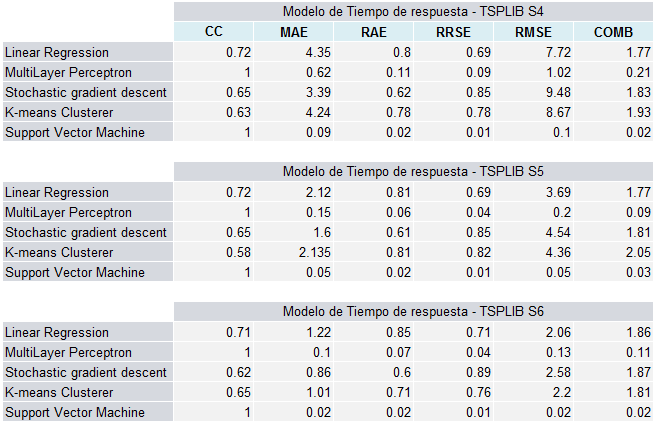 Modelo de Tiempo de respuesta - TSPLIB S4
CC MAE RAE RRSE RMSE COMB
Linear Regression 0.72 4.35 0.8 0.69 7.72 1.77
MultiLayer Perceptron 1 0.62 0.11 0.09 1.02 0.21
Stochastic gradient descent 0.65 3.39 0.62 0.85 9.48 1.83
K-means Clusterer 0.63 4.24 0.78 0.78 8.67 1.93
Support Vector Machine 1 0.09 0.02 0.01 0.1 0.02
Modelo de Tiempo de respuesta - TSPLIB S5
Linear Regression 0.72 2.12 0.81 0.69 3.69 1.77
MultiLayer Perceptron 1 0.15 0.06 0.04 0.2 0.09
Stochastic gradient descent 0.65 1.6 0.61 0.85 4.54 1.81
K-means Clusterer 0.58 2.135 0.81 0.82 4.36 2.05
Support Vector Machine 1 0.05 0.02 0.01 0.05 0.03
Modelo de Tiempo de respuesta - TSPLIB S6
Linear Regression 0.71 1.22 0.85 0.71 2.06 1.86
MultiLayer Perceptron 1 0.1 0.07 0.04 0.13 0.11
Stochastic gradient descent 0.62 0.86 0.6 0.89 2.58 1.87
K-means Clusterer 0.65 1.01 0.71 0.76 2.2 1.81
Support Vector Machine 1 0.02 0.02 0.01 0.02 0.02